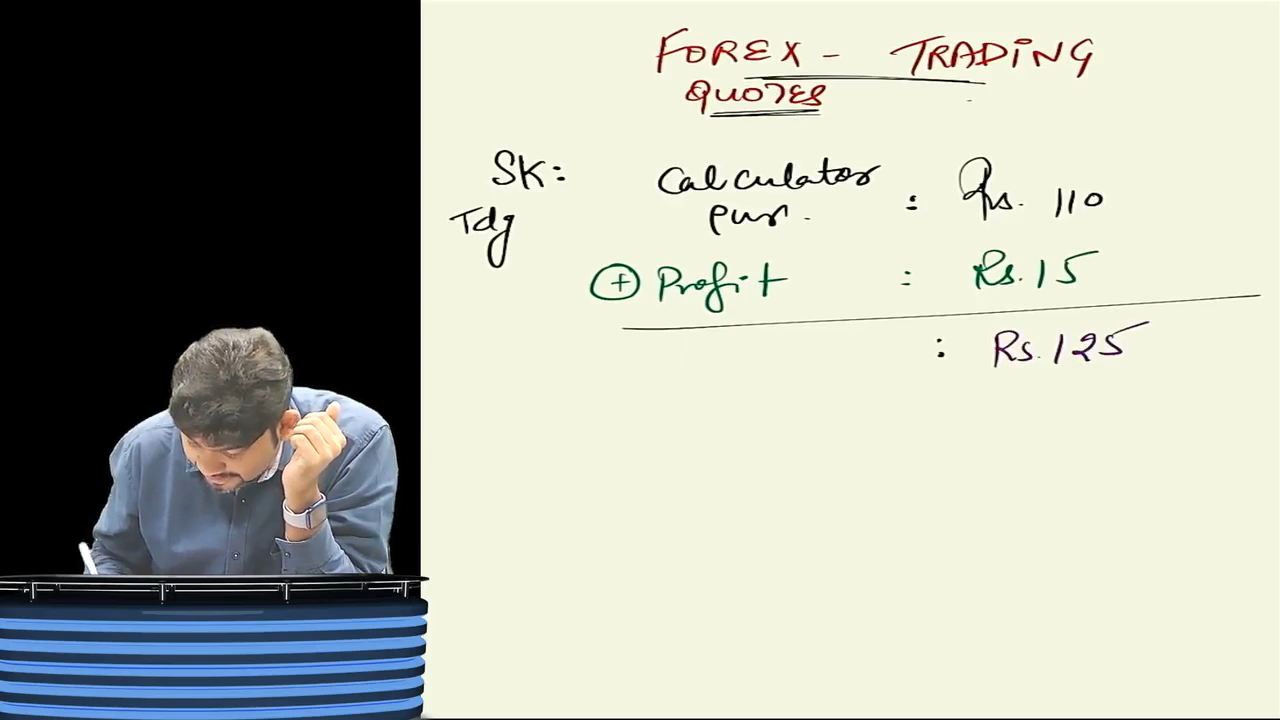 FOREX - TRADING
QUOTES
SK: Calculator
Tdg pur. : Rs. 110
+ Profit : Rs. 15
: Rs. 125